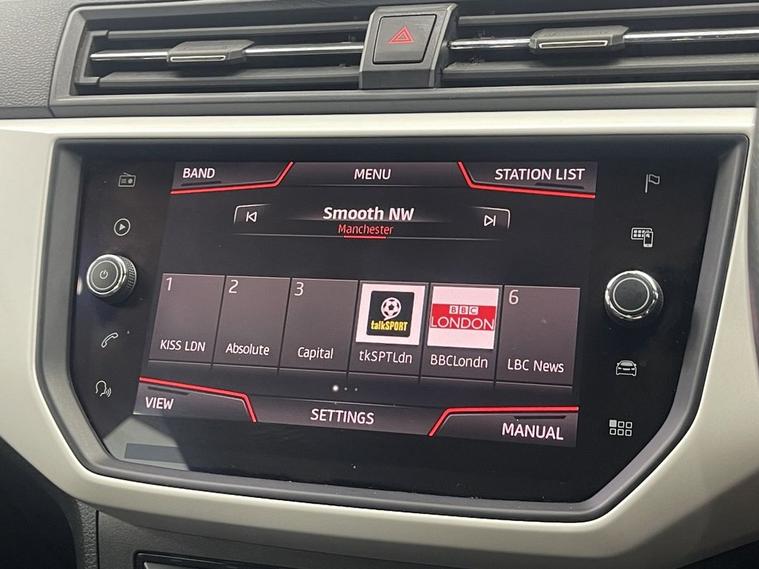 BAND
MENU
STATION LIST
Smooth NW
Manchester
1
2
3
6
talkSPORT
BBC
LONDON
KISS LDN
Absolute
Capital
tkSPTLdn
BBCLondn
LBC News
VIEW
SETTINGS
MANUAL